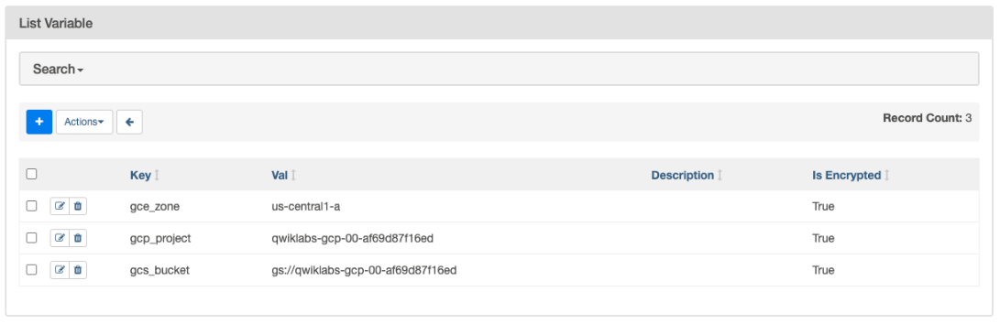 List Variable
Search
+ Actions Record Count: 3
Key Val Description Is Encrypted
gce_zone us-central1-a True
gcp_project qwiklabs-gcp-00-af69d87f16ed True
gcs_bucket gs://qwiklabs-gcp-00-af69d87f16ed True